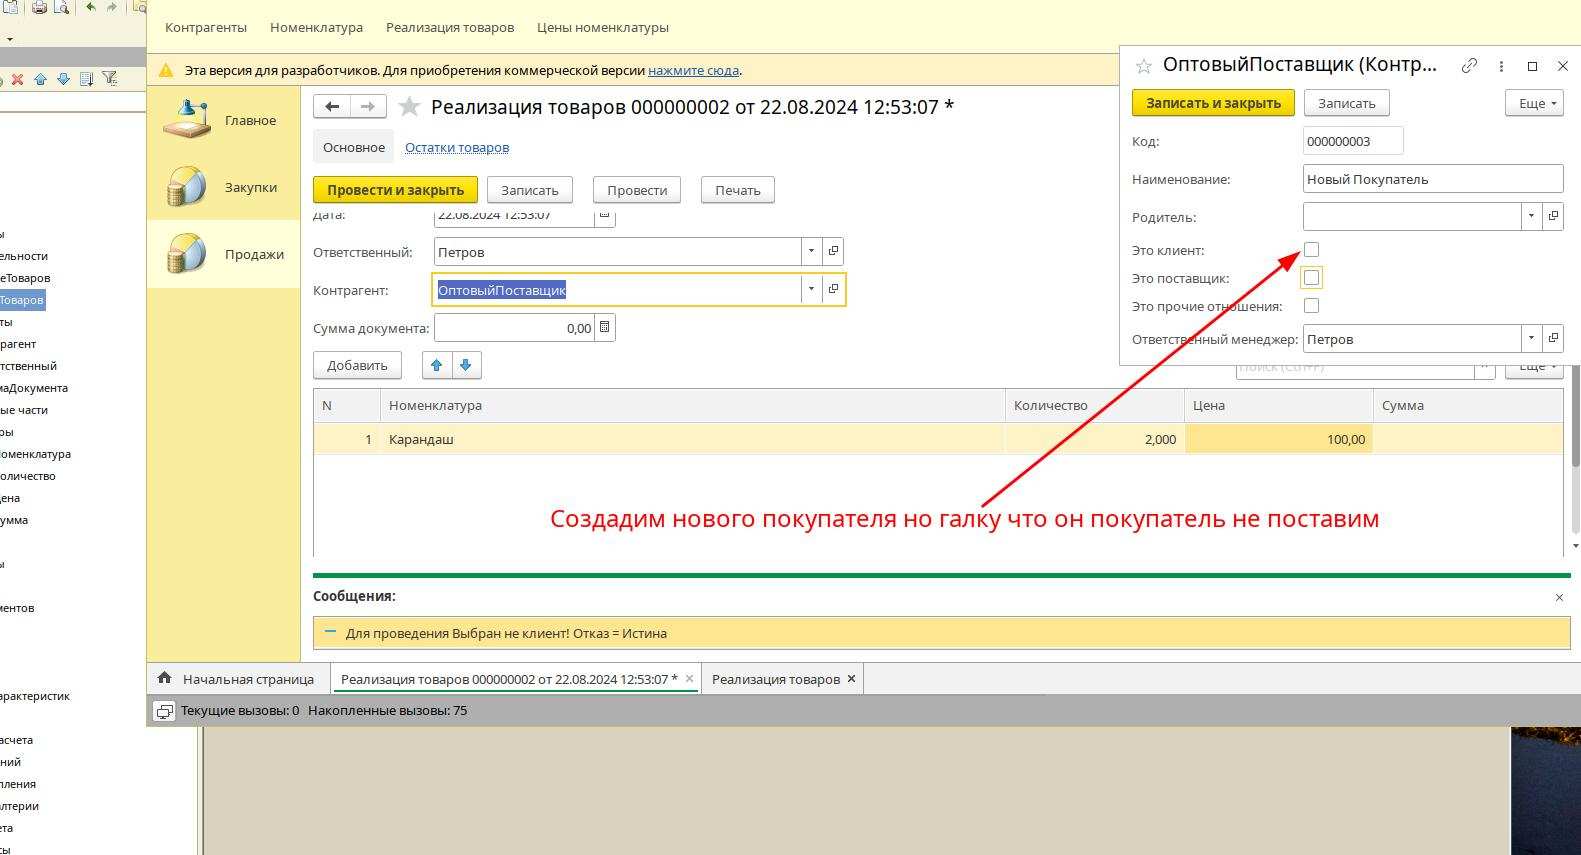 Контрагенты Номенклатура Реализация товаров Цены номенклатуры
Эта версия для разработчиков. Для приобретения коммерческой версии нажмите сюда.
Главное
Закупки
Продажи
Реализация товаров 000000002 от 22.08.2024 12:53:07 *
Основное Остатки товаров
Провести и закрыть Записать Провести Печать
Дата: 22.08.2024 12:53:07
Ответственный: Петров
Контрагент: ОптовыйПоставщик
Сумма документа: 0,00
Добавить
Поиск (Ctrl+F) Еще
N Номенклатура Количество Цена Сумма
1 Карандаш 2,000 100,00
Создадим нового покупателя но галку что он покупатель не поставим
Сообщения:
Для проведения Выбран не клиент! Отказ = Истина
Начальная страница Реализация товаров 000000002 от 22.08.2024 12:53:07 * Реализация товаров
Текущие вызовы: 0 Накопленные вызовы: 75
ОптовыйПоставщик (Контр...
Записать и закрыть Записать Еще
Код: 000000003
Наименование: Новый Покупатель
Родитель:
Это клиент:
Это поставщик:
Это прочие отношения:
Ответственный менеджер: Петров
ы
ельности
еТоваров
Товаров
ты
рагент
тственный
маДокумента
ые части
ры
Номенклатура
оличество
Цена
умма
ы
ментов
арактеристик
асчета
ний
пления
алтерии
ета
сы